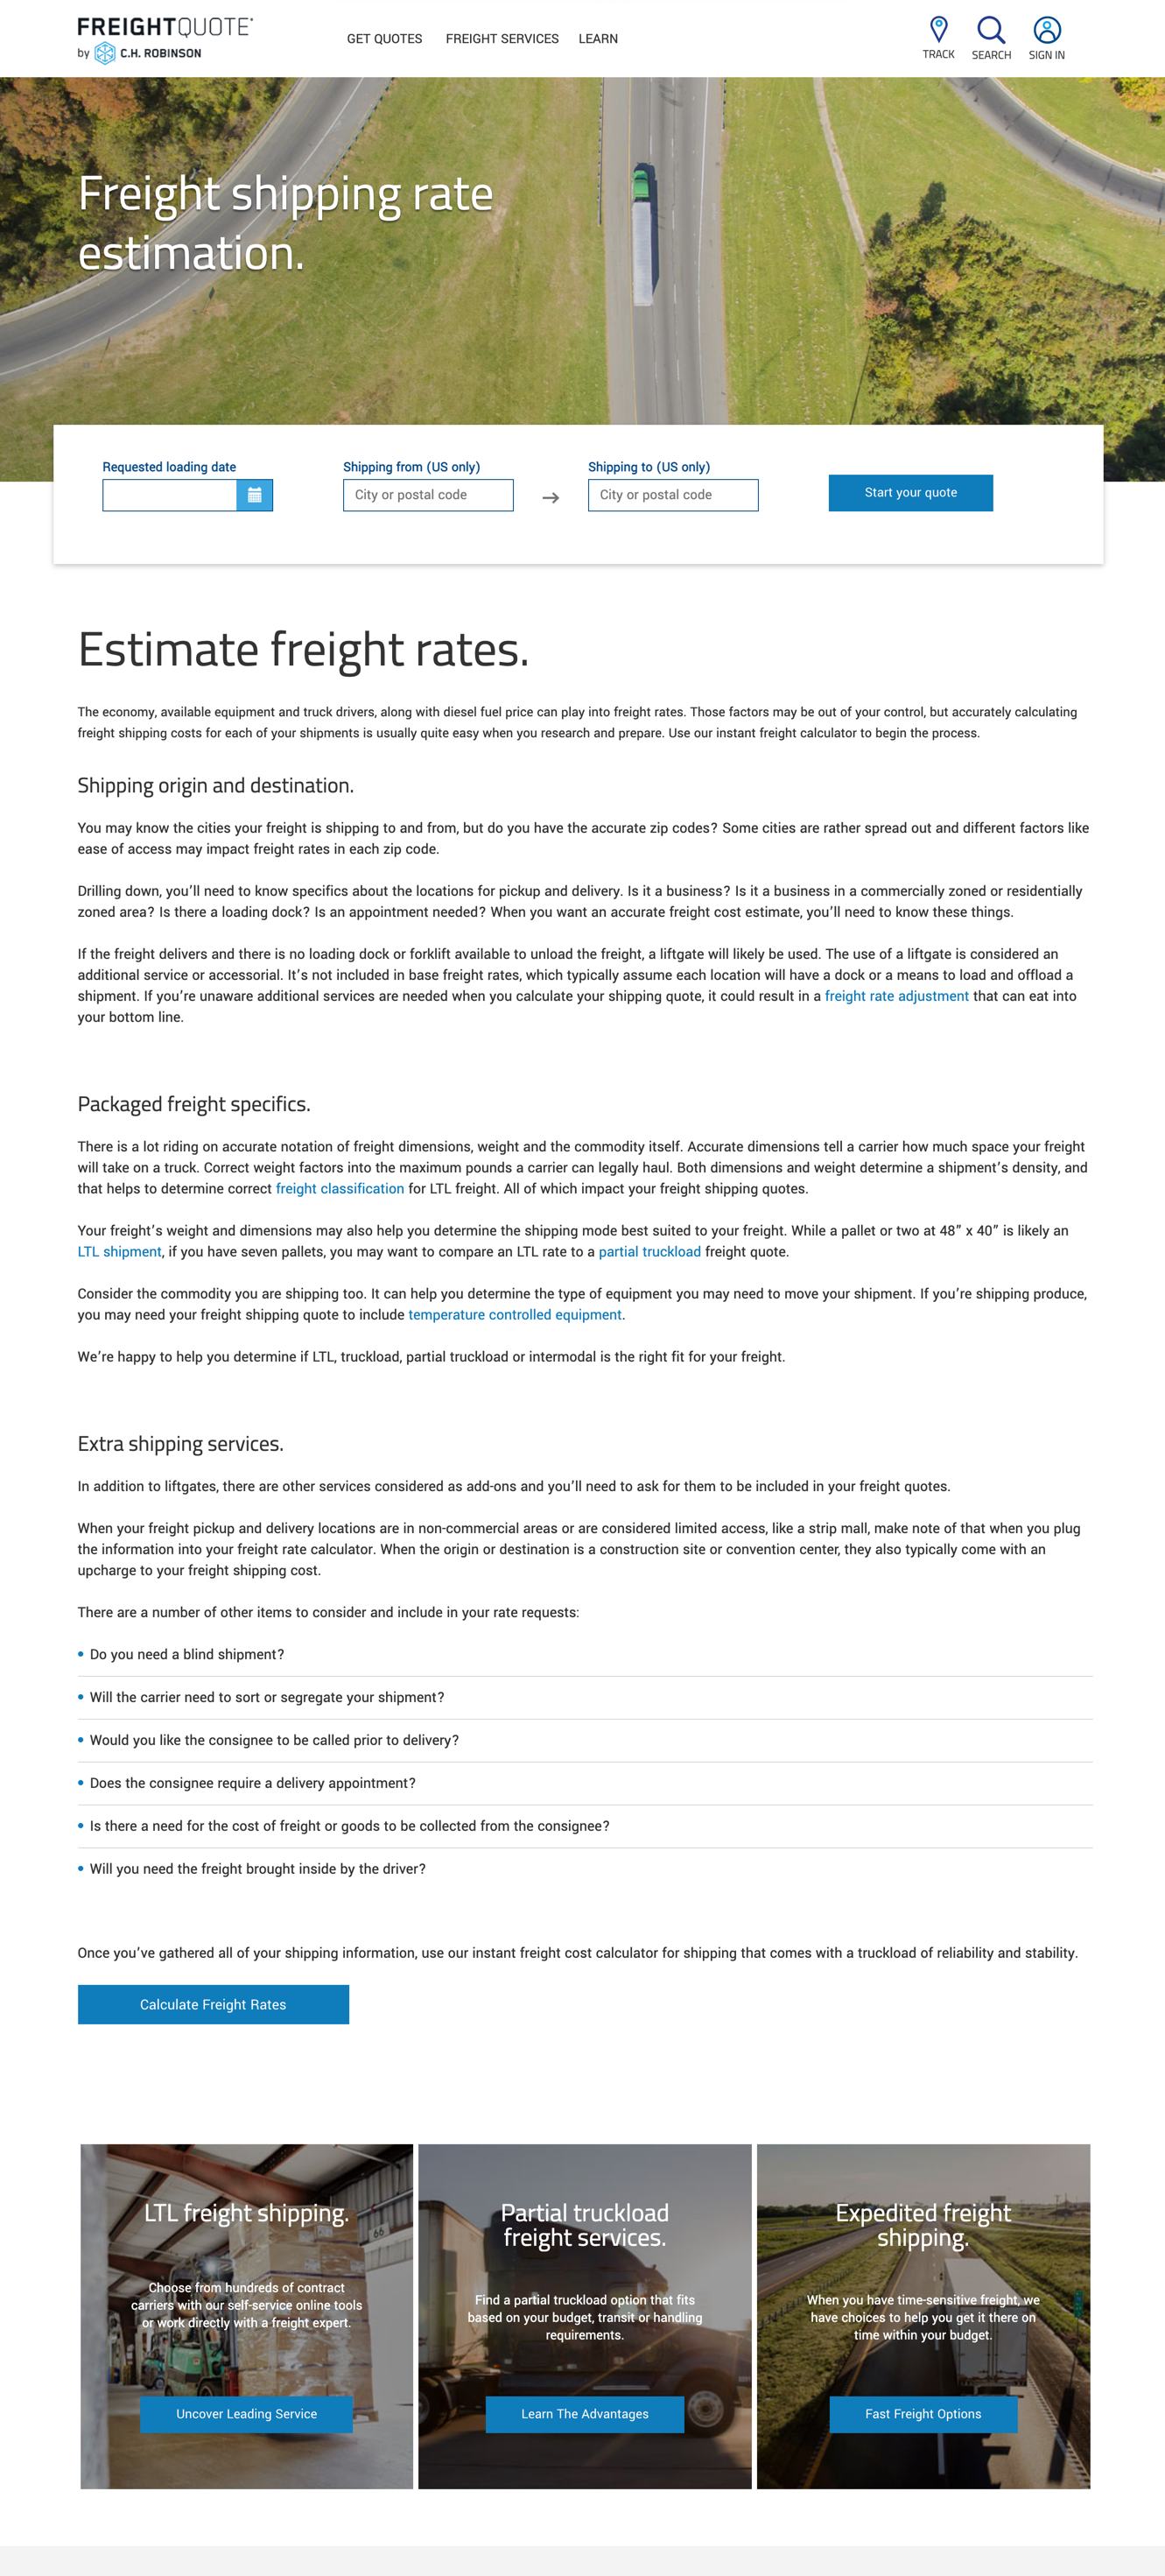 FREIGHTQUOTE®
by C.H. ROBINSON
GET QUOTES FREIGHT SERVICES LEARN
TRACK SEARCH SIGN IN
Freight shipping rate
estimation.
Requested loading date
Shipping from (US only)
City or postal code
Shipping to (US only)
City or postal code
Start your quote
Estimate freight rates.
The economy, available equipment and truck drivers, along with diesel fuel price can play into freight rates. Those factors may be out of your control, but accurately calculating
freight shipping costs for each of your shipments is usually quite easy when you research and prepare. Use our instant freight calculator to begin the process.
Shipping origin and destination.
You may know the cities your freight is shipping to and from, but do you have the accurate zip codes? Some cities are rather spread out and different factors like
ease of access may impact freight rates in each zip code.
Drilling down, you’ll need to know specifics about the locations for pickup and delivery. Is it a business? Is it a business in a commercially zoned or residentially
zoned area? Is there a loading dock? Is an appointment needed? When you want an accurate freight cost estimate, you’ll need to know these things.
If the freight delivers and there is no loading dock or forklift available to unload the freight, a liftgate will likely be used. The use of a liftgate is considered an
additional service or accessorial. It’s not included in base freight rates, which typically assume each location will have a dock or a means to load and offload a
shipment. If you’re unaware additional services are needed when you calculate your shipping quote, it could result in a freight rate adjustment that can eat into
your bottom line.
Packaged freight specifics.
There is a lot riding on accurate notation of freight dimensions, weight and the commodity itself. Accurate dimensions tell a carrier how much space your freight
will take on a truck. Correct weight factors into the maximum pounds a carrier can legally haul. Both dimensions and weight determine a shipment’s density, and
that helps to determine correct freight classification for LTL freight. All of which impact your freight shipping quotes.
Your freight’s weight and dimensions may also help you determine the shipping mode best suited to your freight. While a pallet or two at 48” x 40” is likely an
LTL shipment, if you have seven pallets, you may want to compare an LTL rate to a partial truckload freight quote.
Consider the commodity you are shipping too. It can help you determine the type of equipment you may need to move your shipment. If you’re shipping produce,
you may need your freight shipping quote to include temperature controlled equipment.
We’re happy to help you determine if LTL, truckload, partial truckload or intermodal is the right fit for your freight.
Extra shipping services.
In addition to liftgates, there are other services considered as add-ons and you’ll need to ask for them to be included in your freight quotes.
When your freight pickup and delivery locations are in non-commercial areas or are considered limited access, like a strip mall, make note of that when you plug
the information into your freight rate calculator. When the origin or destination is a construction site or convention center, they also typically come with an
upcharge to your freight shipping cost.
There are a number of other items to consider and include in your rate requests:
• Do you need a blind shipment?
• Will the carrier need to sort or segregate your shipment?
• Would you like the consignee to be called prior to delivery?
• Does the consignee require a delivery appointment?
• Is there a need for the cost of freight or goods to be collected from the consignee?
• Will you need the freight brought inside by the driver?
Once you’ve gathered all of your shipping information, use our instant freight cost calculator for shipping that comes with a truckload of reliability and stability.
Calculate Freight Rates
LTL freight shipping.
66
Choose from hundreds of contract
carriers with our self-service online tools
or work directly with a freight expert.
Uncover Leading Service
Partial truckload
freight services.
Find a partial truckload option that fits
based on your budget, transit or handling
requirements.
Learn The Advantages
Expedited freight
shipping.
When you have time-sensitive freight, we
have choices to help you get it there on
time within your budget.
Fast Freight Options